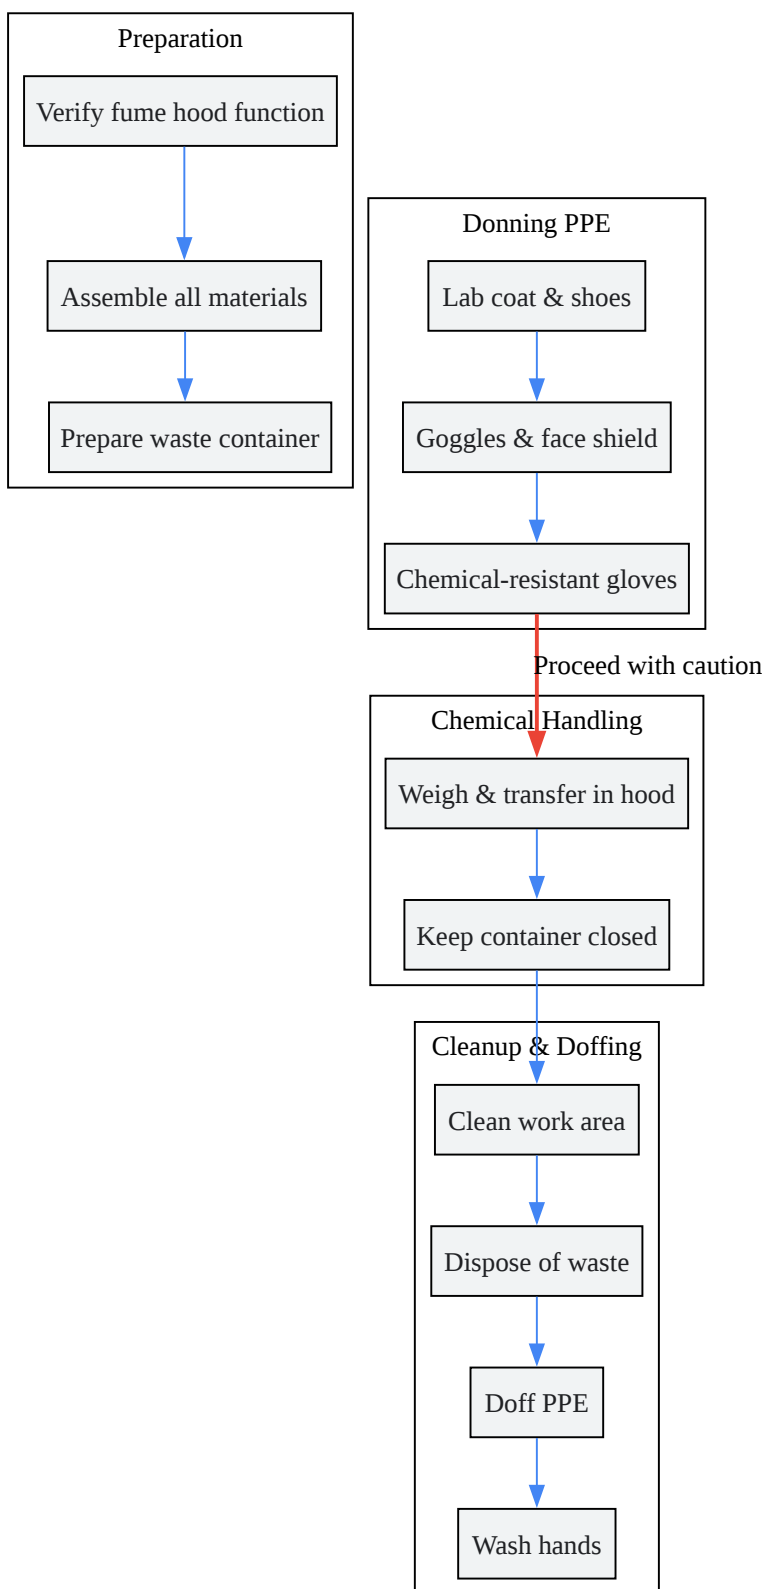 Preparation
Verify fume hood function
Assemble all materials
Prepare waste container
Donning PPE
Lab coat & shoes
Goggles & face shield
Chemical-resistant gloves
Proceed with caution
Chemical Handling
Weigh & transfer in hood
Keep container closed
Cleanup & Doffing
Clean work area
Dispose of waste
Doff PPE
Wash hands